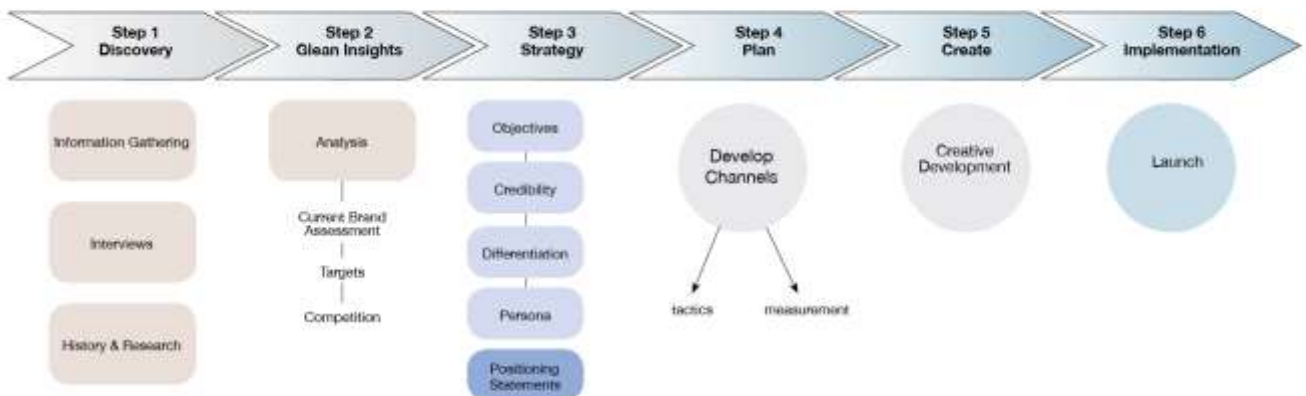 Step 1
Discovery
Step 2
Glean Insights
Step 3
Strategy
Step 4
Plan
Step 5
Create
Step 6
Implementation
Information Gathering
Interviews
History & Research
Analysis
Current Brand
Assessment
Targets
Competition
Objectives
Credibility
Differentiation
Persona
Positioning
Statements
Develop
Channels
tactics
measurement
Creative
Development
Launch